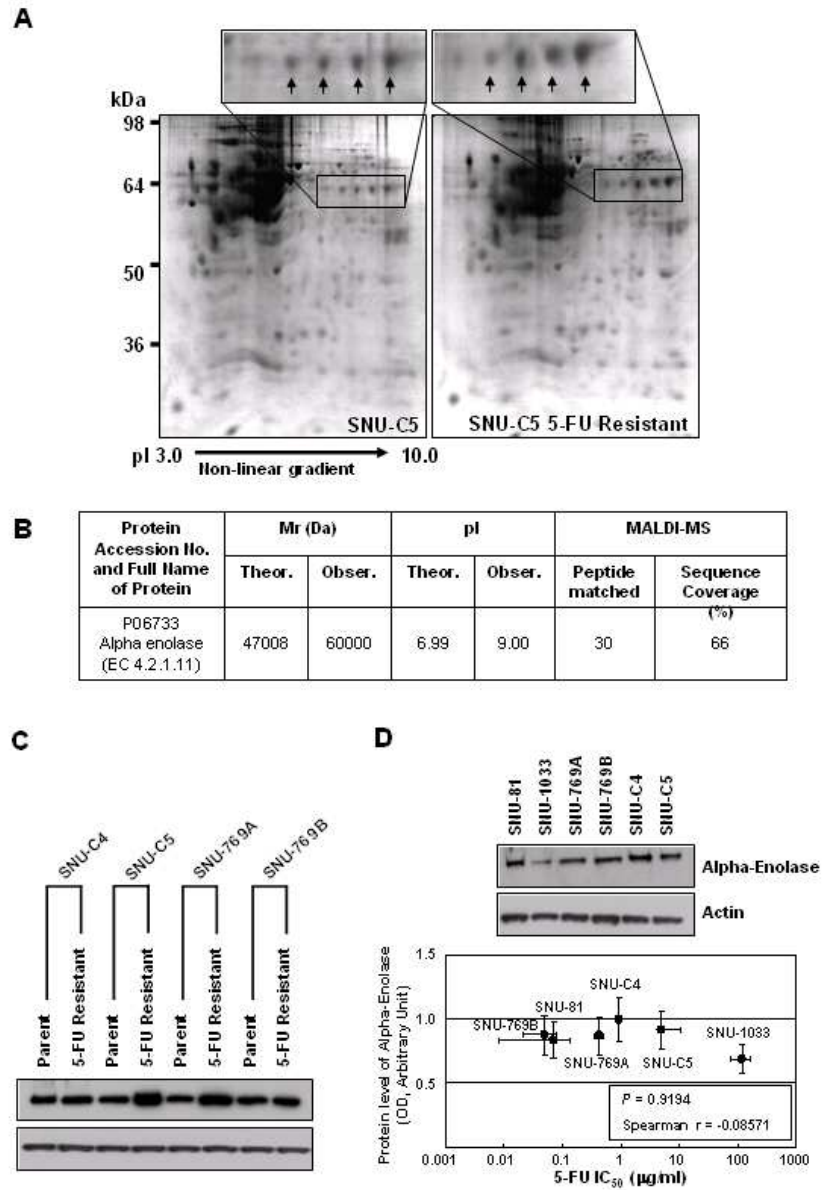 A
kDa
98
64
50
36
SNU-C5
SNU-C5 5-FU Resistant
pI 3.0
10.0
Non-linear gradient
B
Protein Accession No. and Full Name of Protein
Mr (Da)
pI
MALDI-MS
Theor.
Obser.
Theor.
Obser.
Peptide matched
Sequence Coverage (%)
P06733
Alpha enolase
(EC 4.2.1.11)
47008
60000
6.99
9.00
30
66
C
SNU-C4
SNU-C5
SNU-769A
SNU-769B
Parent
5-FU Resistant
Parent
5-FU Resistant
Parent
5-FU Resistant
Parent
5-FU Resistant
D
SNU-81
SNU-1033
SNU-769A
SNU-769B
SNU-C4
SNU-C5
Alpha-Enolase
Actin
Protein level of Alpha-Enolase
(OD, Arbitrary Unit)
1.5
1.0
0.5
SNU-C4
SNU-81
SNU-769B
SNU-769A
SNU-C5
SNU-1033
P = 0.9194
Spearman r = -0.08571
0.001
0.01
0.1
1
10
100
1000
5-FU IC50 (µg/ml)